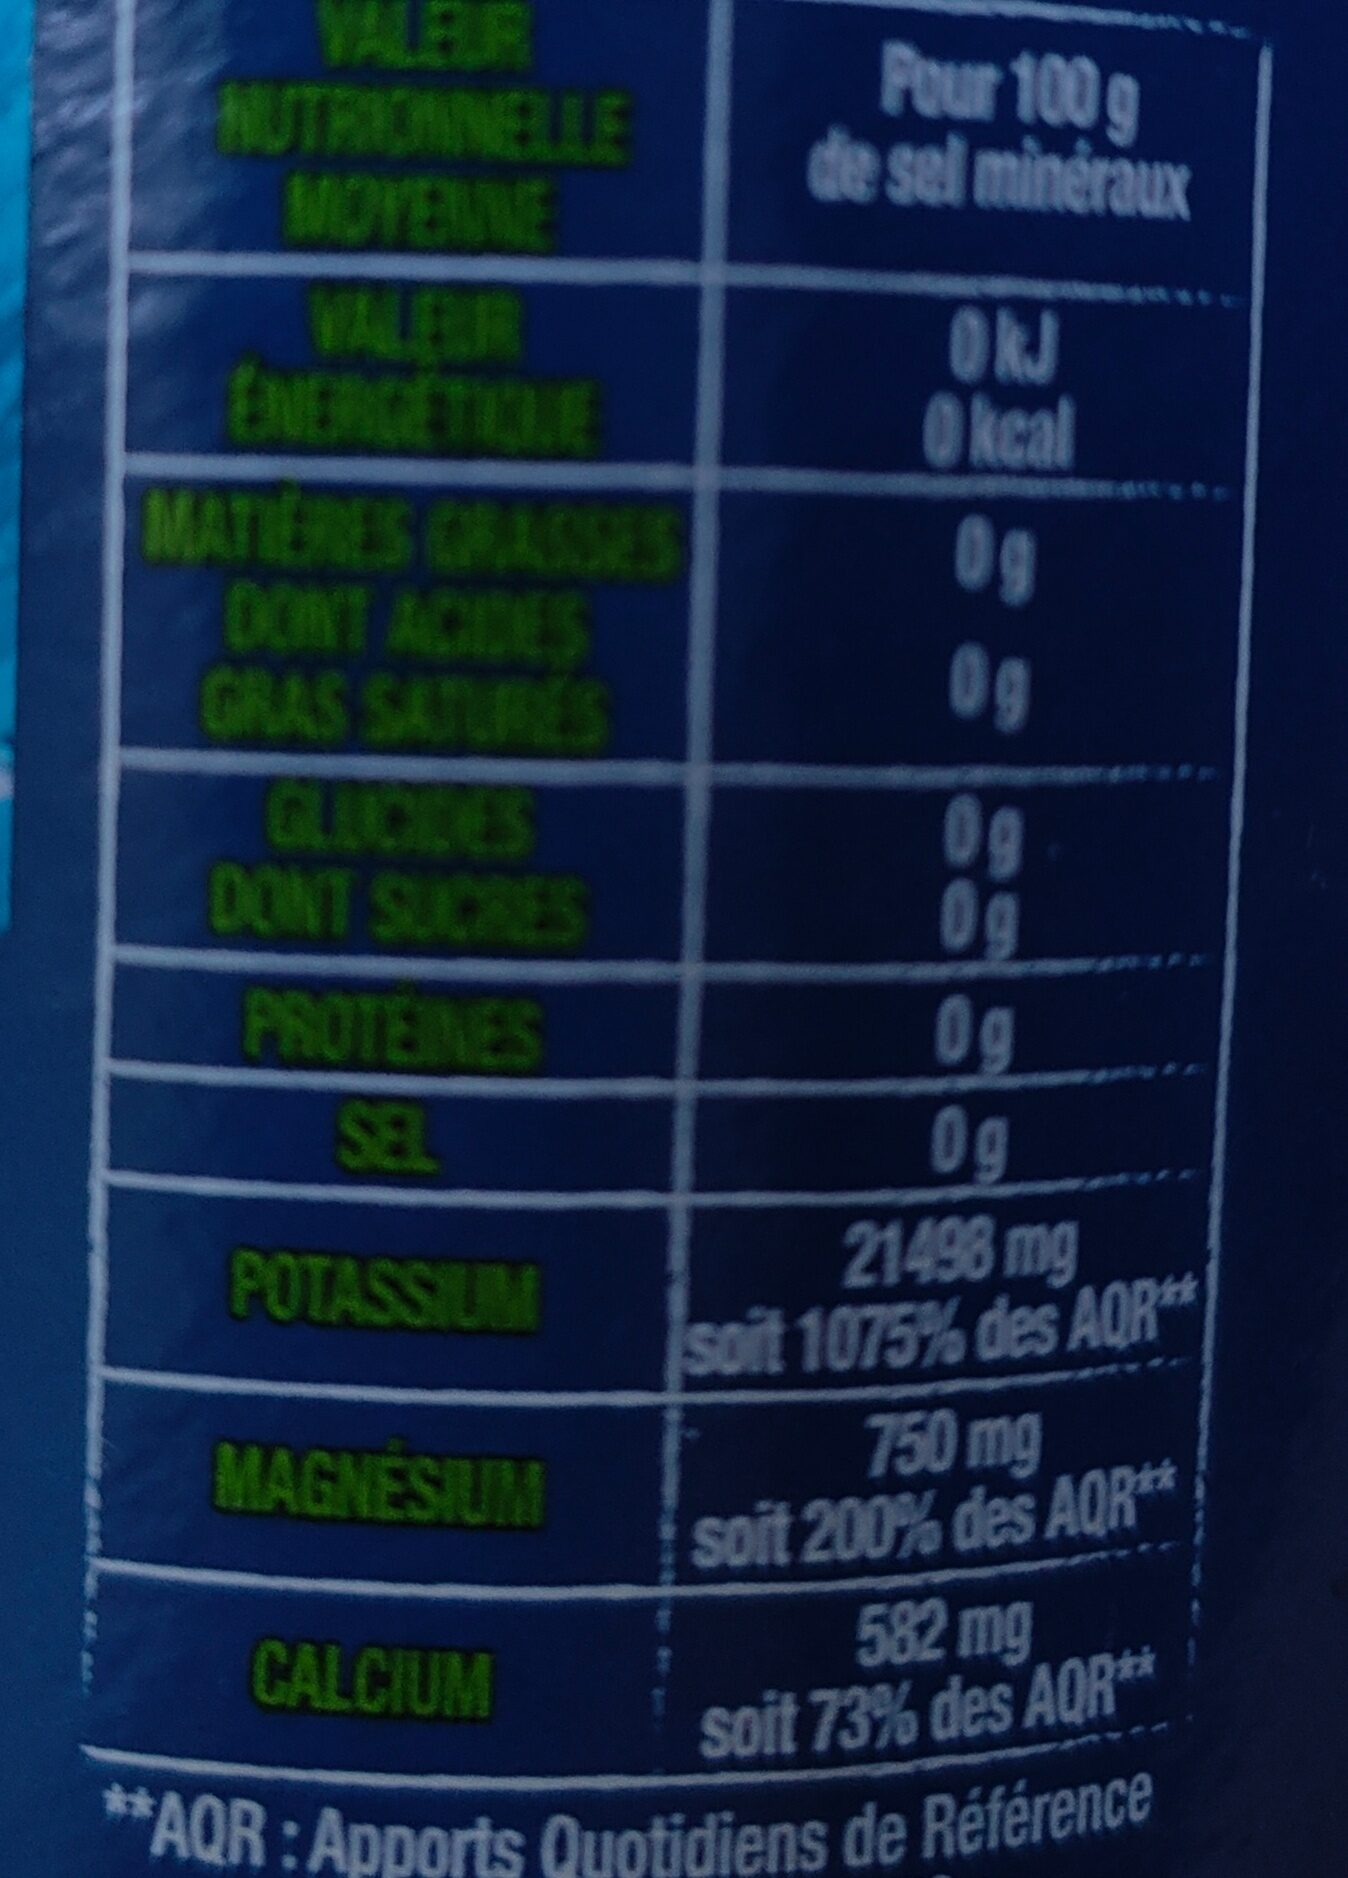 VALEUR
NUTRIONNELLE
MOYENNE
Pour 100 g
de sel minéraux
VALEUR
ÉNERGÉTIQUE
0 kJ
0 kcal
MATIÈRES GRASSES
0 g
DONT ACIDES
GRAS SATURÉS
0 g
GLUCIDES
0 g
DONT SUCRES
0 g
PROTÉINES
0 g
SEL
0 g
POTASSIUM
21498 mg
soit 1075% des AQR**
MAGNÉSIUM
750 mg
soit 200% des AQR**
CALCIUM
582 mg
soit 73% des AQR**
**AQR : Apports Quotidiens de Référence